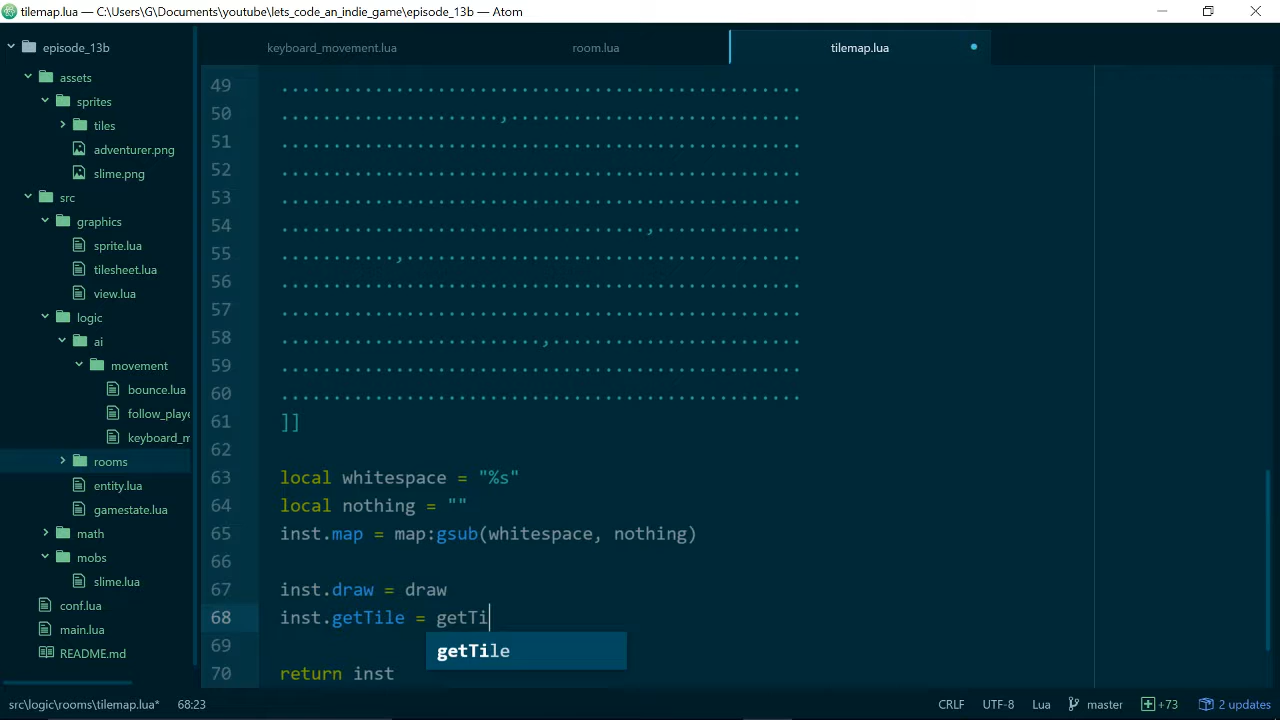 tilemap.lua — C:\Users\G\Documents\youtube\lets_code_an_indie_game\episode_13b — Atom
episode_13b
assets
sprites
tiles
adventurer.png
slime.png
src
graphics
sprite.lua
tilesheet.lua
view.lua
logic
ai
movement
bounce.lua
follow_playe
keyboard_m
rooms
entity.lua
gamestate.lua
math
mobs
slime.lua
conf.lua
main.lua
README.md
keyboard_movement.lua
room.lua
tilemap.lua
49 ..................................................
50 .....................,............................
51 ..................................................
52 ..................................................
53 ..................................................
54 ...................................,..............
55 ...........,......................................
56 ..................................................
57 ..................................................
58 .........................,........................
59 ..................................................
60 ..................................................
61 ]]
62
63 local whitespace = "%s"
64 local nothing = ""
65 inst.map = map:gsub(whitespace, nothing)
66
67 inst.draw = draw
68 inst.getTile = getTi
getTile
69
70 return inst
src\logic\rooms\tilemap.lua* 68:23 CRLF UTF-8 Lua master +73 2 updates